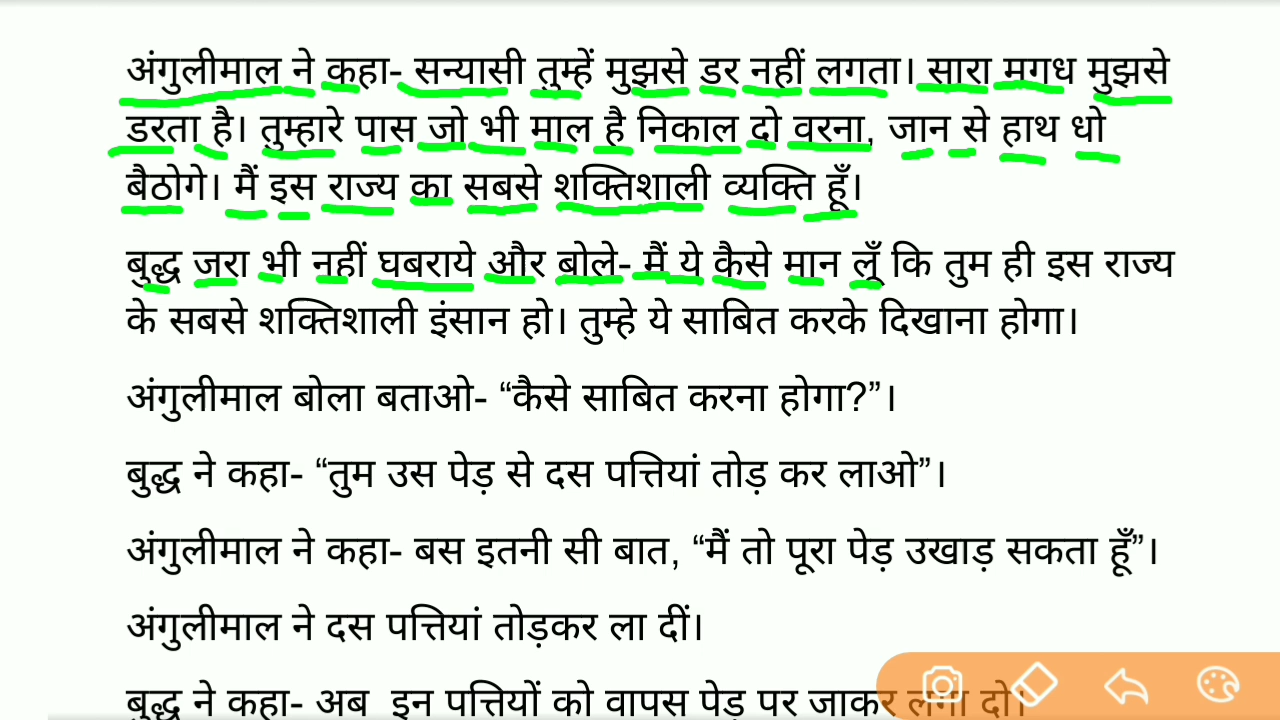 अंगुलीमाल ने कहा- सन्यासी तुम्हें मुझसे डर नहीं लगता। सारा मगध मुझसे
डरता है। तुम्हारे पास जो भी माल है निकाल दो वरना, जान से हाथ धो
बैठोगे। मैं इस राज्य का सबसे शक्तिशाली व्यक्ति हूँ।
बुद्ध जरा भी नहीं घबराये और बोले- मैं ये कैसे मान लूँ कि तुम ही इस राज्य
के सबसे शक्तिशाली इंसान हो। तुम्हे ये साबित करके दिखाना होगा।
अंगुलीमाल बोला बताओ- “कैसे साबित करना होगा?”।
बुद्ध ने कहा- “तुम उस पेड़ से दस पत्तियां तोड़ कर लाओ”।
अंगुलीमाल ने कहा- बस इतनी सी बात, “मैं तो पूरा पेड़ उखाड़ सकता हूँ”।
अंगुलीमाल ने दस पत्तियां तोड़कर ला दीं।
बुद्ध ने कहा- अब इन पत्तियों को वापस पेड़ पर जाकर लगा दो।